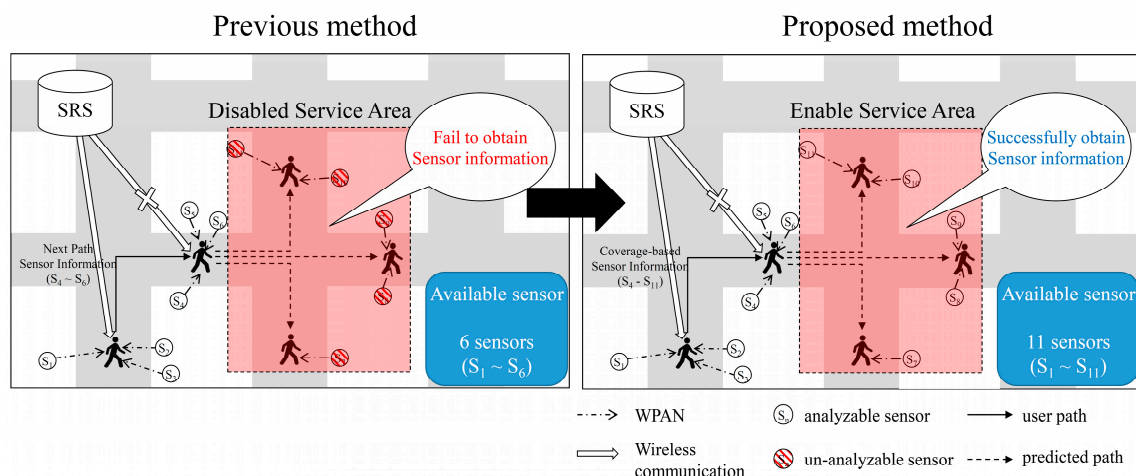 Previous method
Proposed method
SRS
Disabled Service Area
Fail to obtain
Sensor information
S5
S6
Next Path
Sensor Information
(S4 ~ S6)
S4
Available sensor
6 sensors
(S1 ~ S6)
S1
S2
SRS
Enable Service Area
Successfully obtain
Sensor information
S11
S10
S5
S6
S9
Coverage-based
Sensor Information
(S4 - S11)
S4
S8
Available sensor
11 sensors
(S1 ~ S11)
S1
S2
WPAN
Sn
analyzable sensor
user path
Wireless
communication
un-analyzable sensor
predicted path